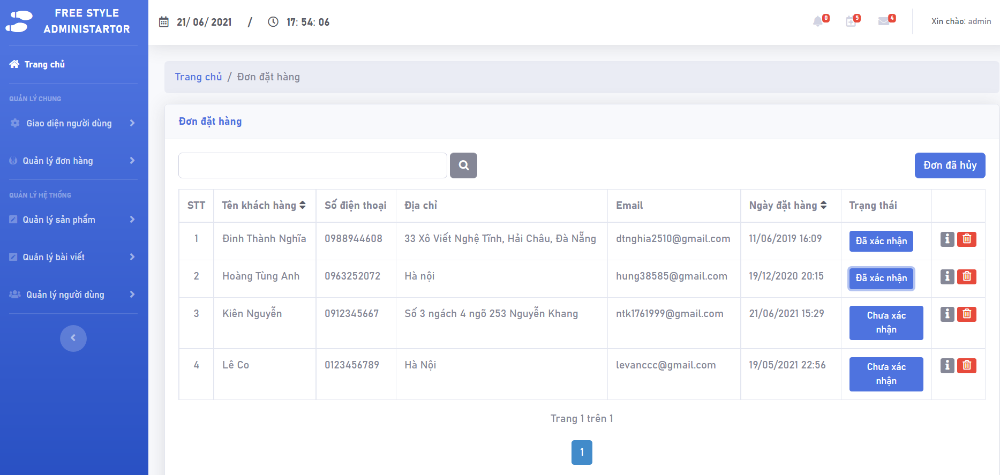 FREE STYLE
ADMINISTARTOR
21/ 06/ 2021 / 17: 54: 06
0
5
4
Xin chào: admin
Trang chủ
QUẢN LÝ CHUNG
Giao diện người dùng
Quản lý đơn hàng
QUẢN LÝ HỆ THỐNG
Quản lý sản phẩm
Quản lý bài viết
Quản lý người dùng
Trang chủ / Đơn đặt hàng
Đơn đặt hàng
Đơn đã hủy
STT Tên khách hàng Số điện thoại Địa chỉ Email Ngày đặt hàng Trạng thái
1 Đinh Thành Nghĩa 0988944608 33 Xô Viết Nghệ Tĩnh, Hải Châu, Đà Nẵng dtnghia2510@gmail.com 11/06/2019 16:09 Đã xác nhận
2 Hoàng Tùng Anh 0963252072 Hà nội hung38585@gmail.com 19/12/2020 20:15 Đã xác nhận
3 Kiên Nguyễn 0912345667 Số 3 ngách 4 ngõ 253 Nguyễn Khang ntk1761999@gmail.com 21/06/2021 15:29 Chưa xác
nhận
4 Lê Co 0123456789 Hà Nội levanccc@gmail.com 19/05/2021 22:56 Chưa xác
nhận
Trang 1 trên 1
1